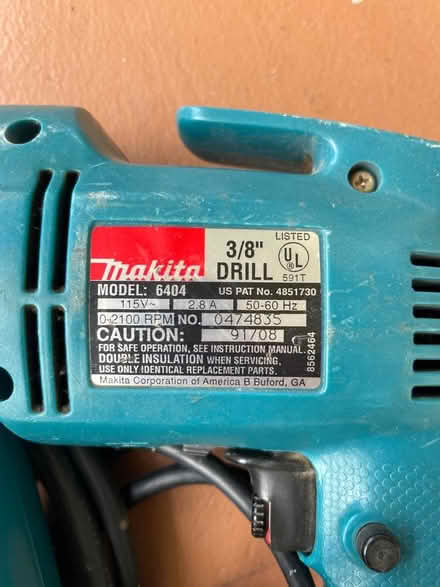 makita
3/8"
DRILL
LISTED
UL
591T
MODEL: 6404
US PAT No. 4851730
115V~ 2.8 A 50-60 Hz
0-2100 RPM NO. 0474835
CAUTION: 91708
FOR SAFE OPERATION, SEE INSTRUCTION MANUAL.
DOUBLE INSULATION WHEN SERVICING,
USE ONLY IDENTICAL REPLACEMENT PARTS.
Makita Corporation of America B Buford, GA
8562464